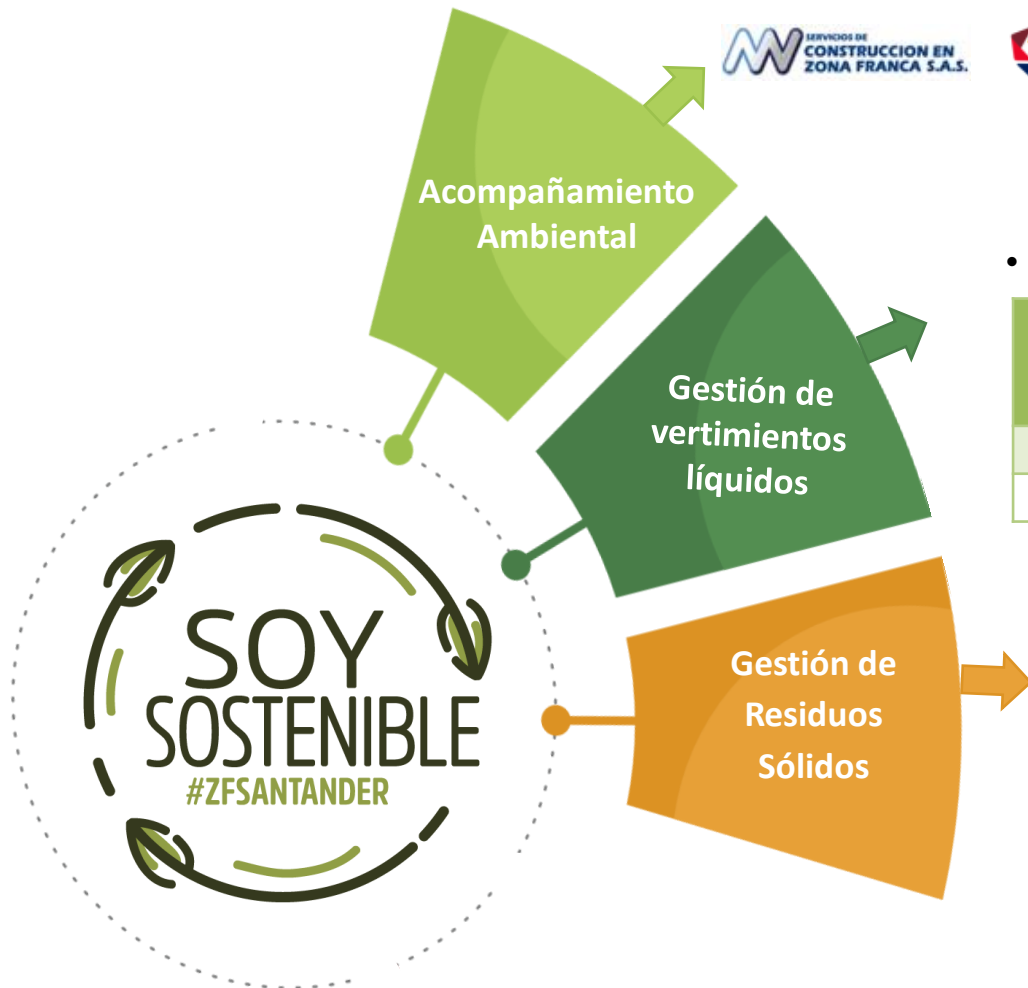 SERVICIOS DE
CONSTRUCCION EN
ZONA FRANCA S.A.S.
Acompañamiento
Ambiental
Gestión de
vertimientos
líquidos
Gestión de
Residuos
Sólidos
SOY
SOSTENIBLE
#ZFSANTANDER